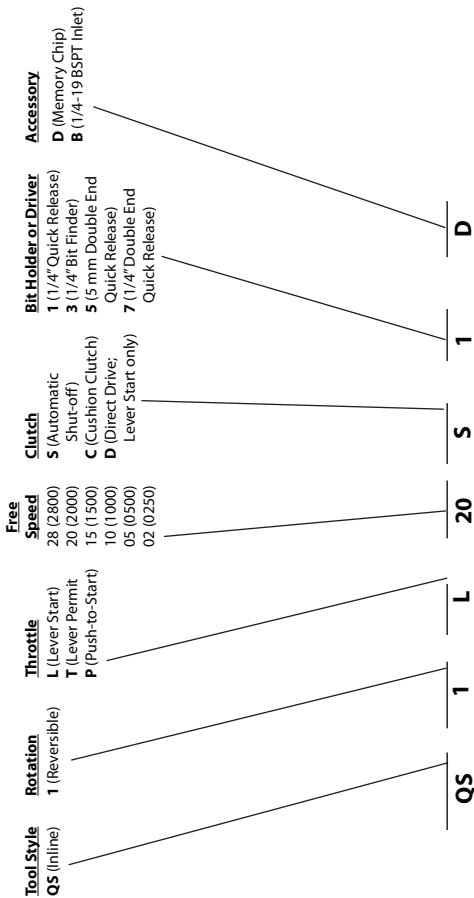 Tool Style
QS (Inline)
Rotation
1 (Reversible)
Throttle
L (Lever Start)
T (Lever Permit
P (Push-to-Start)
Free
Speed
28 (2800)
20 (2000)
15 (1500)
10 (1000)
05 (0500)
02 (0250)
Clutch
S (Automatic
Shut-off)
C (Cushion Clutch)
D (Direct Drive;
Lever Start only)
Bit Holder or Driver
1 (1/4" Quick Release)
3 (1/4" Bit Finder)
5 (5 mm Double End
Quick Release)
7 (1/4" Double End
Quick Release)
Accessory
D (Memory Chip)
B (1/4-19 BSPT Inlet)
QS 1 L 20 S 1 D